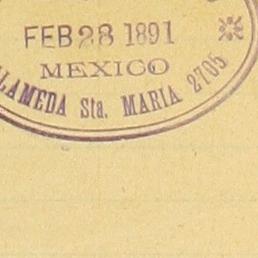 FEB 28 1891
MEXICO
ALAMEDA Sta. MARIA 2705